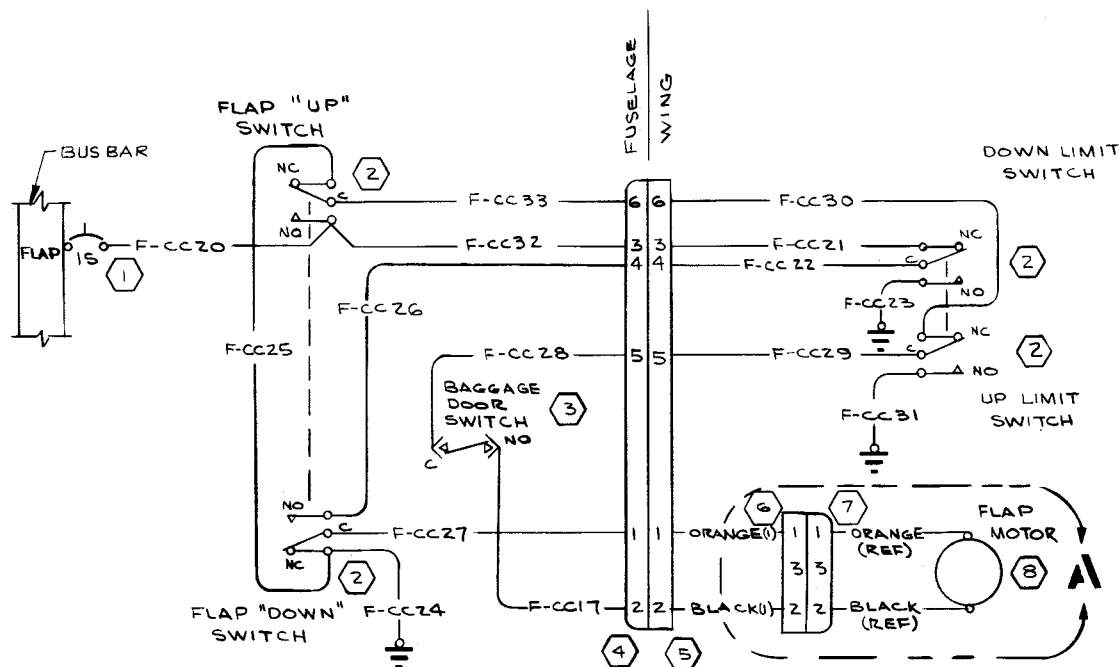 FUSELAGE
WING
FLAP "UP"
SWITCH
BUS BAR
DOWN LIMIT
SWITCH
NC
2
C
6 6
F-CC33
F-CC30
NO
FLAP
15
F-CC20
1
F-CC32
3 3
F-CC21
NC
4 4
F-CC22
C
2
NO
F-CC26
F-CC23
F-CC25
NC
F-CC28
5 5
F-CC29
C
2
BAGGAGE
DOOR
SWITCH
3
NO
C
NO
UP LIMIT
SWITCH
F-CC31
NO
C
F-CC27
1 1
ORANGE(1)
6
1 1
7
ORANGE
(REF)
FLAP
MOTOR
8
A
NC
2
3 3
FLAP "DOWN"
SWITCH
F-CC24
F-CC17
2 2
BLACK(1)
2 2
BLACK
(REF)
4
5